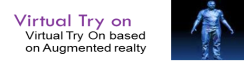 Virtual Try on
Virtual Try On based
on Augmented realty